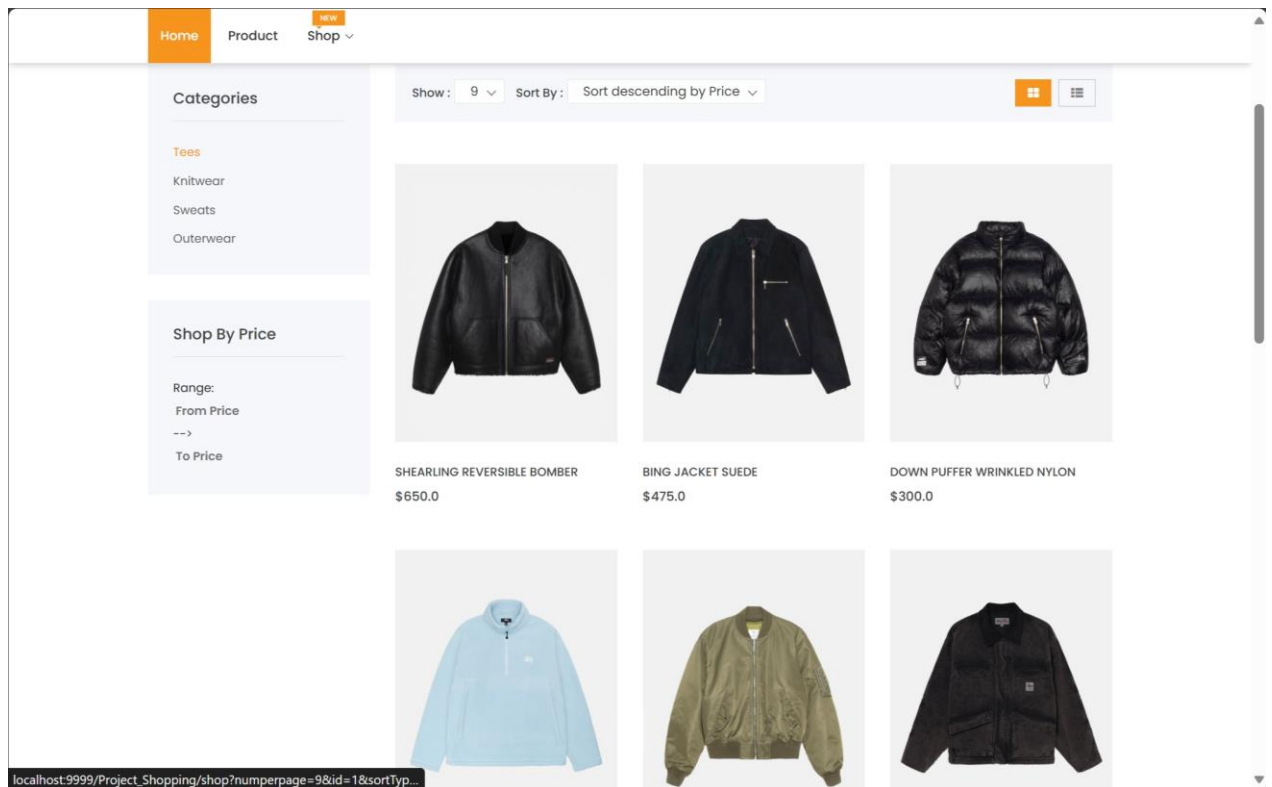 NEW
Home Product Shop
Categories
Tees
Knitwear
Sweats
Outerwear
Shop By Price
Range:
From Price
-->
To Price
Show : 9 Sort By : Sort descending by Price
SHEARLING REVERSIBLE BOMBER
$650.0
BING JACKET SUEDE
$475.0
DOWN PUFFER WRINKLED NYLON
$300.0
localhost:9999/Project_Shopping/shop?numperpage=9&id=1&sortTyp...